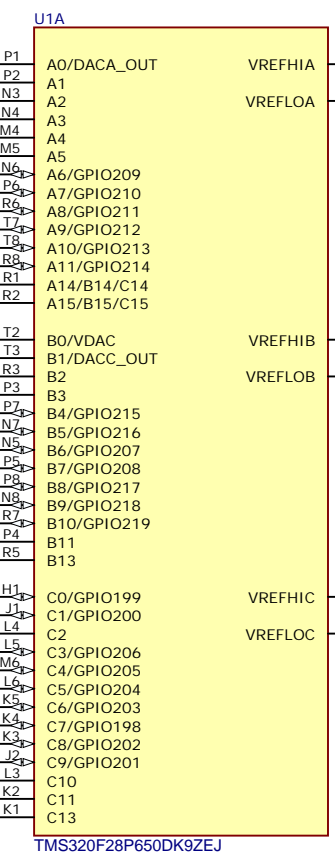 U1A
P1 A0/DACA_OUT VREFHIA
P2 A1
N3 A2 VREFLOA
N4 A3
M4 A4
M5 A5
N6 A6/GPIO209
P6 A7/GPIO210
R6 A8/GPIO211
T7 A9/GPIO212
T8 A10/GPIO213
R8 A11/GPIO214
R1 A14/B14/C14
R2 A15/B15/C15
T2 B0/VDAC VREFHIB
T3 B1/DACC_OUT
R3 B2 VREFLOB
P3 B3
P7 B4/GPIO215
N7 B5/GPIO216
N5 B6/GPIO207
P5 B7/GPIO208
P8 B8/GPIO217
N8 B9/GPIO218
R7 B10/GPIO219
P4 B11
R5 B13
H1 C0/GPIO199 VREFHIC
J1 C1/GPIO200
L4 C2 VREFLOC
L5 C3/GPIO206
M6 C4/GPIO205
L6 C5/GPIO204
K5 C6/GPIO203
K4 C7/GPIO198
K3 C8/GPIO202
J2 C9/GPIO201
L3 C10
K2 C11
K1 C13
TMS320F28P650DK9ZEJ